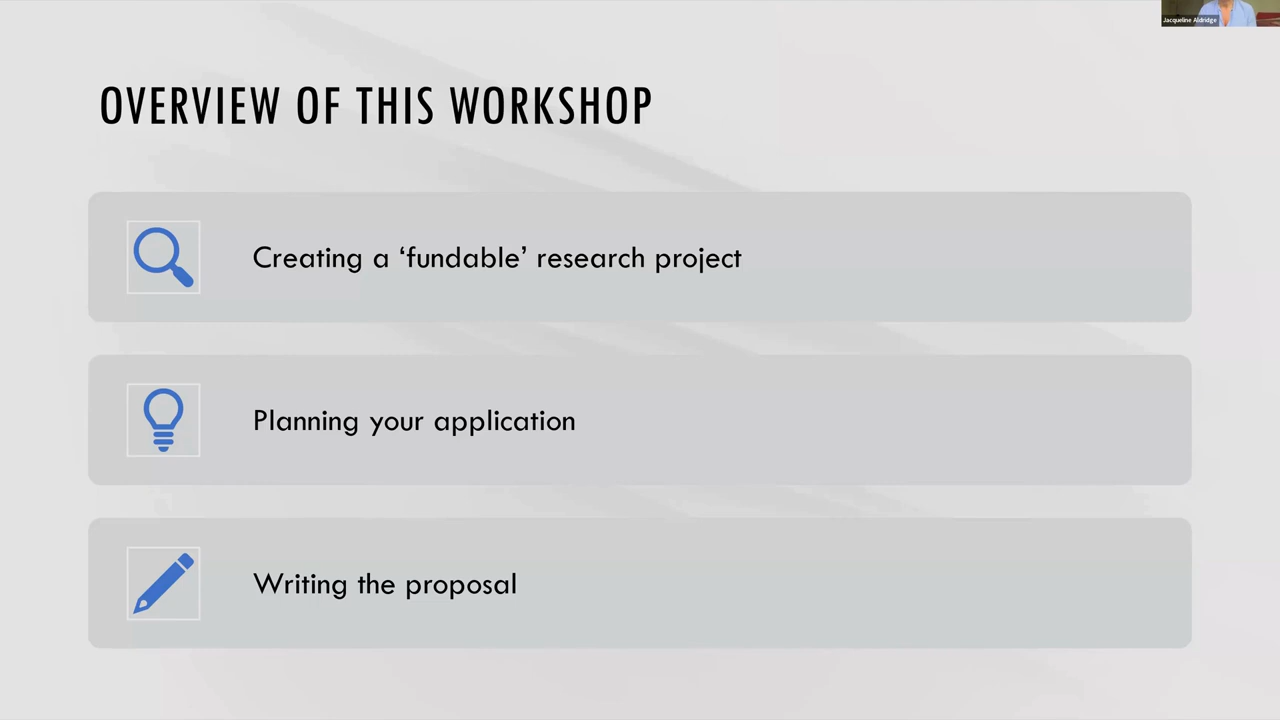 Jacqueline Aldridge
OVERVIEW OF THIS WORKSHOP
Creating a ‘fundable’ research project
Planning your application
Writing the proposal